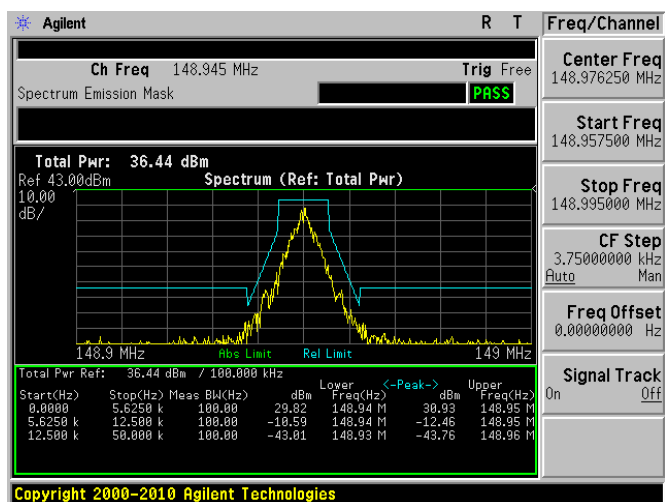 Agilent R T Freq/Channel
Ch Freq 148.945 MHz Trig Free
Spectrum Emission Mask PASS
Center Freq
148.976250 MHz
Start Freq
148.957500 MHz
Stop Freq
148.995000 MHz
CF Step
3.75000000 kHz
Auto Man
Freq Offset
0.00000000 Hz
Signal Track
On Off
Total Pwr: 36.44 dBm
Ref 43.00dBm Spectrum (Ref: Total Pwr)
10.00
dB/
148.9 MHz Abs Limit Rel Limit 149 MHz
Total Pwr Ref: 36.44 dBm / 100.000 kHz
Lower <-Peak-> Upper
Start(Hz) Stop(Hz) Meas BW(Hz) dBm Freq(Hz) dBm Freq(Hz)
0.0000 5.6250 k 100.00 29.82 148.94 M 30.93 148.95 M
5.6250 k 12.500 k 100.00 -10.59 148.94 M -12.46 148.95 M
12.500 k 50.000 k 100.00 -43.01 148.93 M -43.76 148.96 M
Copyright 2000-2010 Agilent Technologies